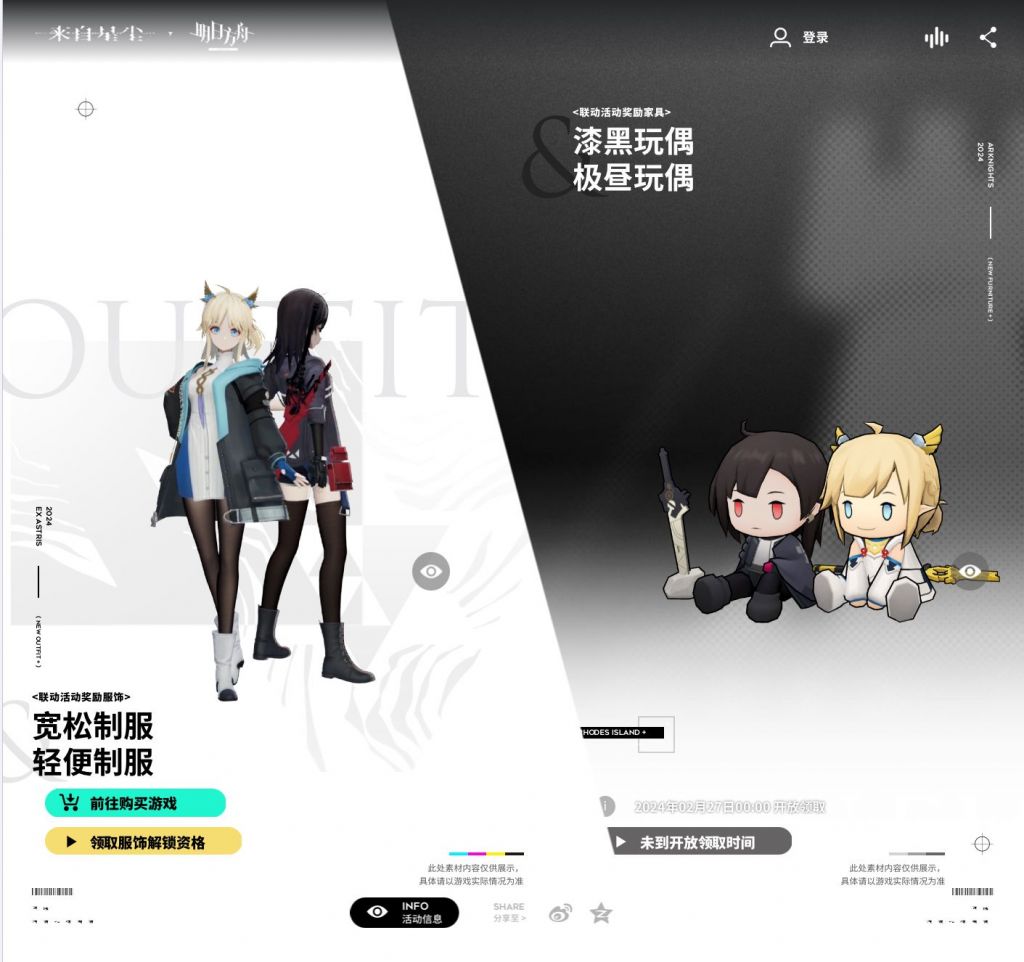 来自星尘
明日方舟
登录
<联动活动奖励家具>
&
漆黑玩偶
极昼玩偶
ARKNIGHTS
2024
( NEW FURNITURE + )
OUTFIT
2024
EX ASTRIS
( NEW OUTFIT + )
<联动活动奖励服饰>
&
宽松制服
轻便制服
前往购买游戏
领取服饰解锁资格
此处素材内容仅供展示，
具体请以游戏实际情况为准
HODES ISLAND +
i
2024年02月27日00:00 开放领取
未到开放领取时间
此处素材内容仅供展示，
具体请以游戏实际情况为准
INFO
活动信息
SHARE
分享至 >